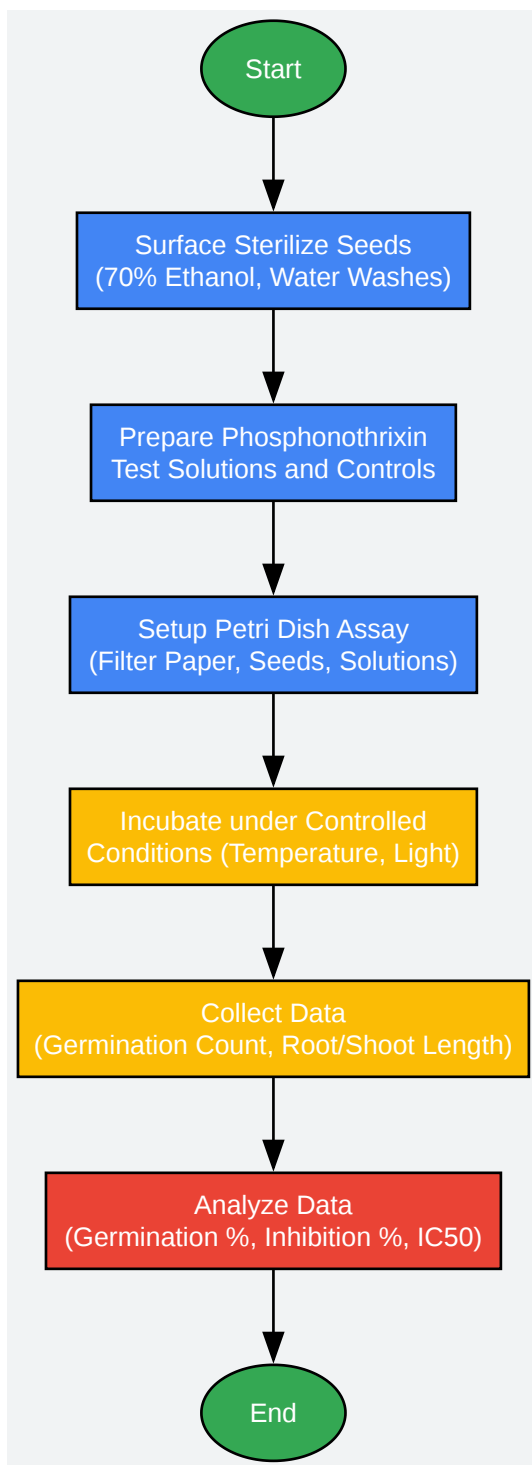 Start
Surface Sterilize Seeds
(70% Ethanol, Water Washes)
Prepare Phosphonothrixin
Test Solutions and Controls
Setup Petri Dish Assay
(Filter Paper, Seeds, Solutions)
Incubate under Controlled
Conditions (Temperature, Light)
Collect Data
(Germination Count, Root/Shoot Length)
Analyze Data
(Germination %, Inhibition %, IC50)
End